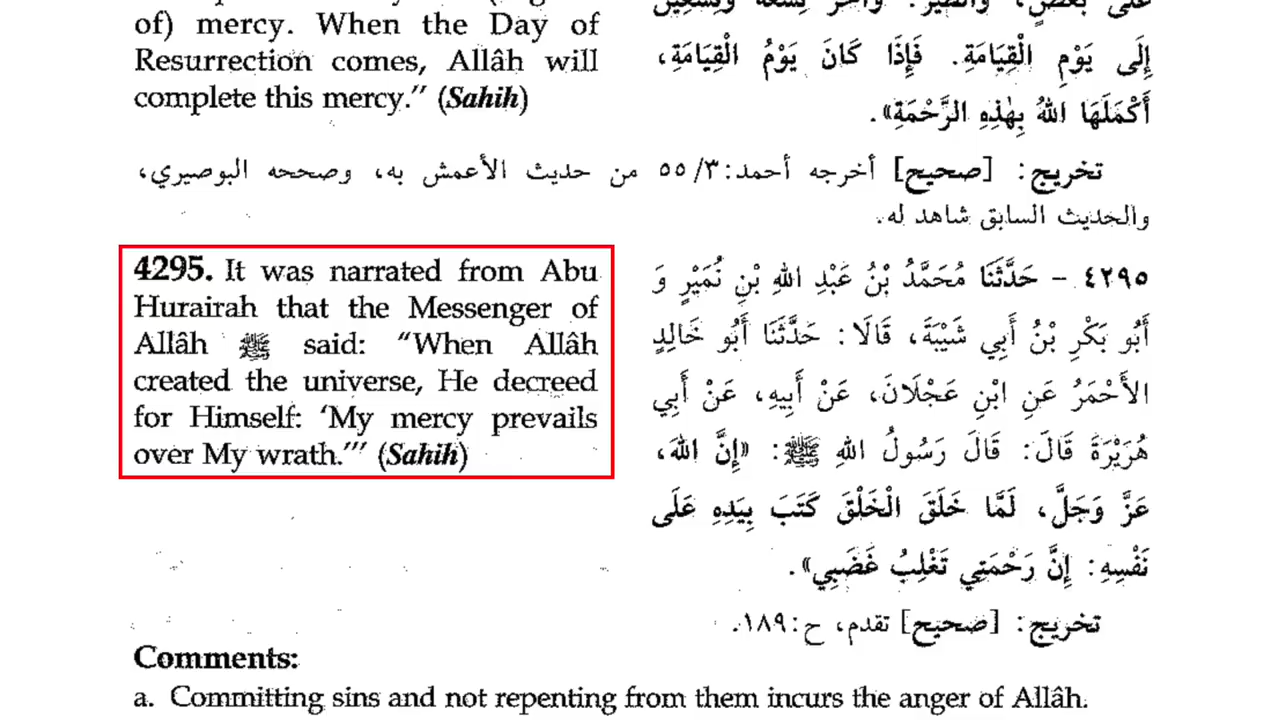 of) mercy. When the Day of
Resurrection comes, Allâh will
complete this mercy.” (Sahih)
إِلَى يَوْمِ الْقِيَامَةِ. فَإِذَا كَانَ يَوْمُ الْقِيَامَةِ،
أَكْمَلَهَا اللهُ بِهٰذِهِ الرَّحْمَةِ».
تخريج: [صحيح] أخرجه أحمد: ٣/ ٥٥ من حديث الأعمش به، وصححه البوصيري،
والحديث السابق شاهد له.
4295. It was narrated from Abu
Hurairah that the Messenger of
Allâh ﷺ said: “When Allâh
created the universe, He decreed
for Himself: ‘My mercy prevails
over My wrath.’” (Sahih)
٤٢٩٥ - حَدَّثَنَا مُحَمَّدُ بْنُ عَبْدِ اللهِ بْنِ نُمَيْرٍ وَ
أَبُو بَكْرِ بْنُ أَبِي شَيْبَةَ، قَالَا: حَدَّثَنَا أَبُو خَالِدٍ
الأَحْمَرُ عَنِ ابْنِ عَجْلَانَ، عَنْ أَبِيهِ، عَنْ أَبِي
هُرَيْرَةَ قَالَ: قَالَ رَسُولُ اللهِ ﷺ: «إِنَّ اللهَ،
عَزَّ وَجَلَّ، لَمَّا خَلَقَ الْخَلْقَ كَتَبَ بِيَدِهِ عَلَى
نَفْسِهِ: إِنَّ رَحْمَتِي تَغْلِبُ غَضَبِي».
تخريج: [صحيح] تقدم، ح: ١٨٩.
Comments:
a. Committing sins and not repenting from them incurs the anger of Allâh.